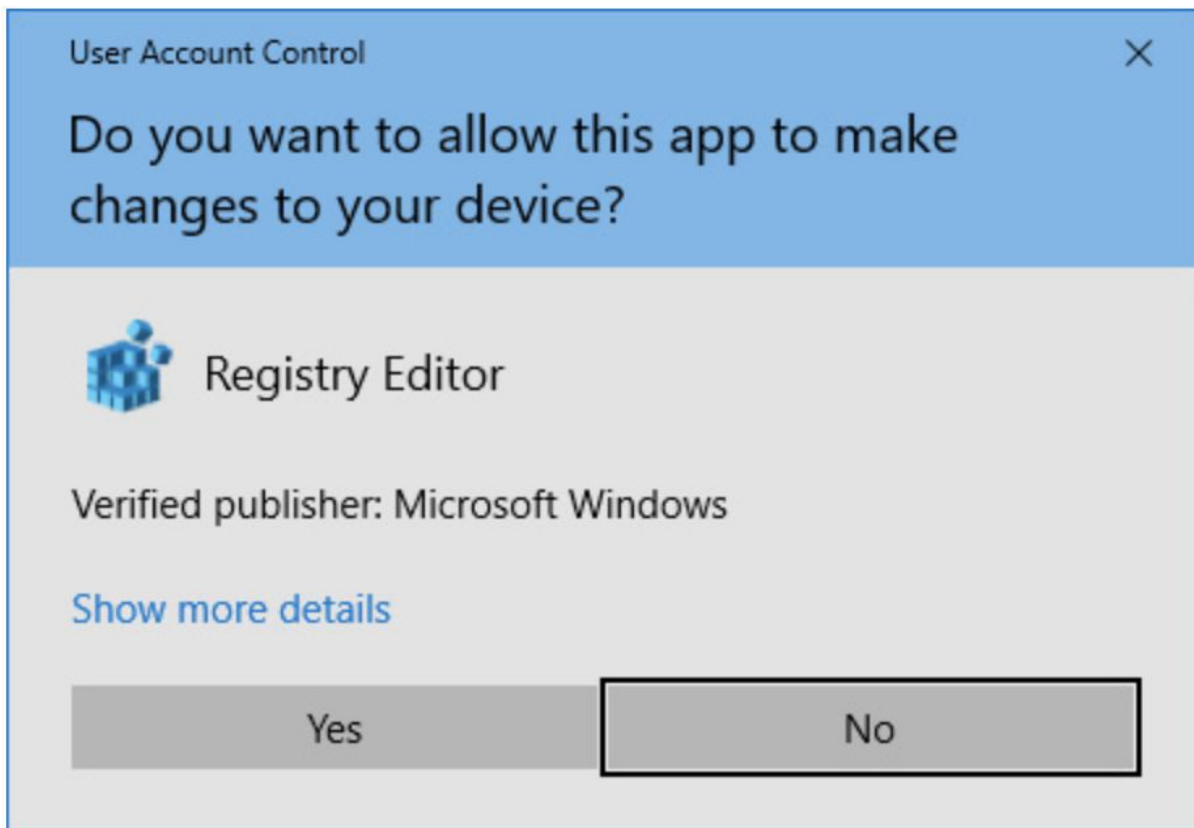 User Account Control
Do you want to allow this app to make
changes to your device?
Registry Editor
Verified publisher: Microsoft Windows
Show more details
Yes
No